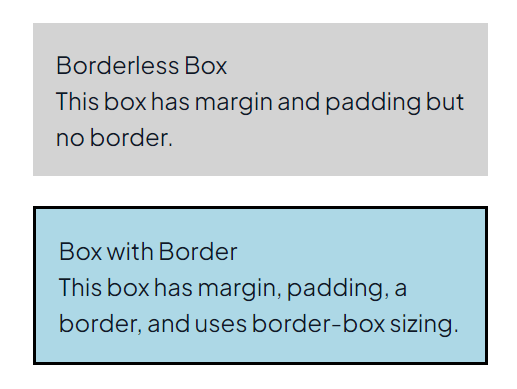 Borderless Box
This box has margin and padding but
no border.
Box with Border
This box has margin, padding, a
border, and uses border-box sizing.